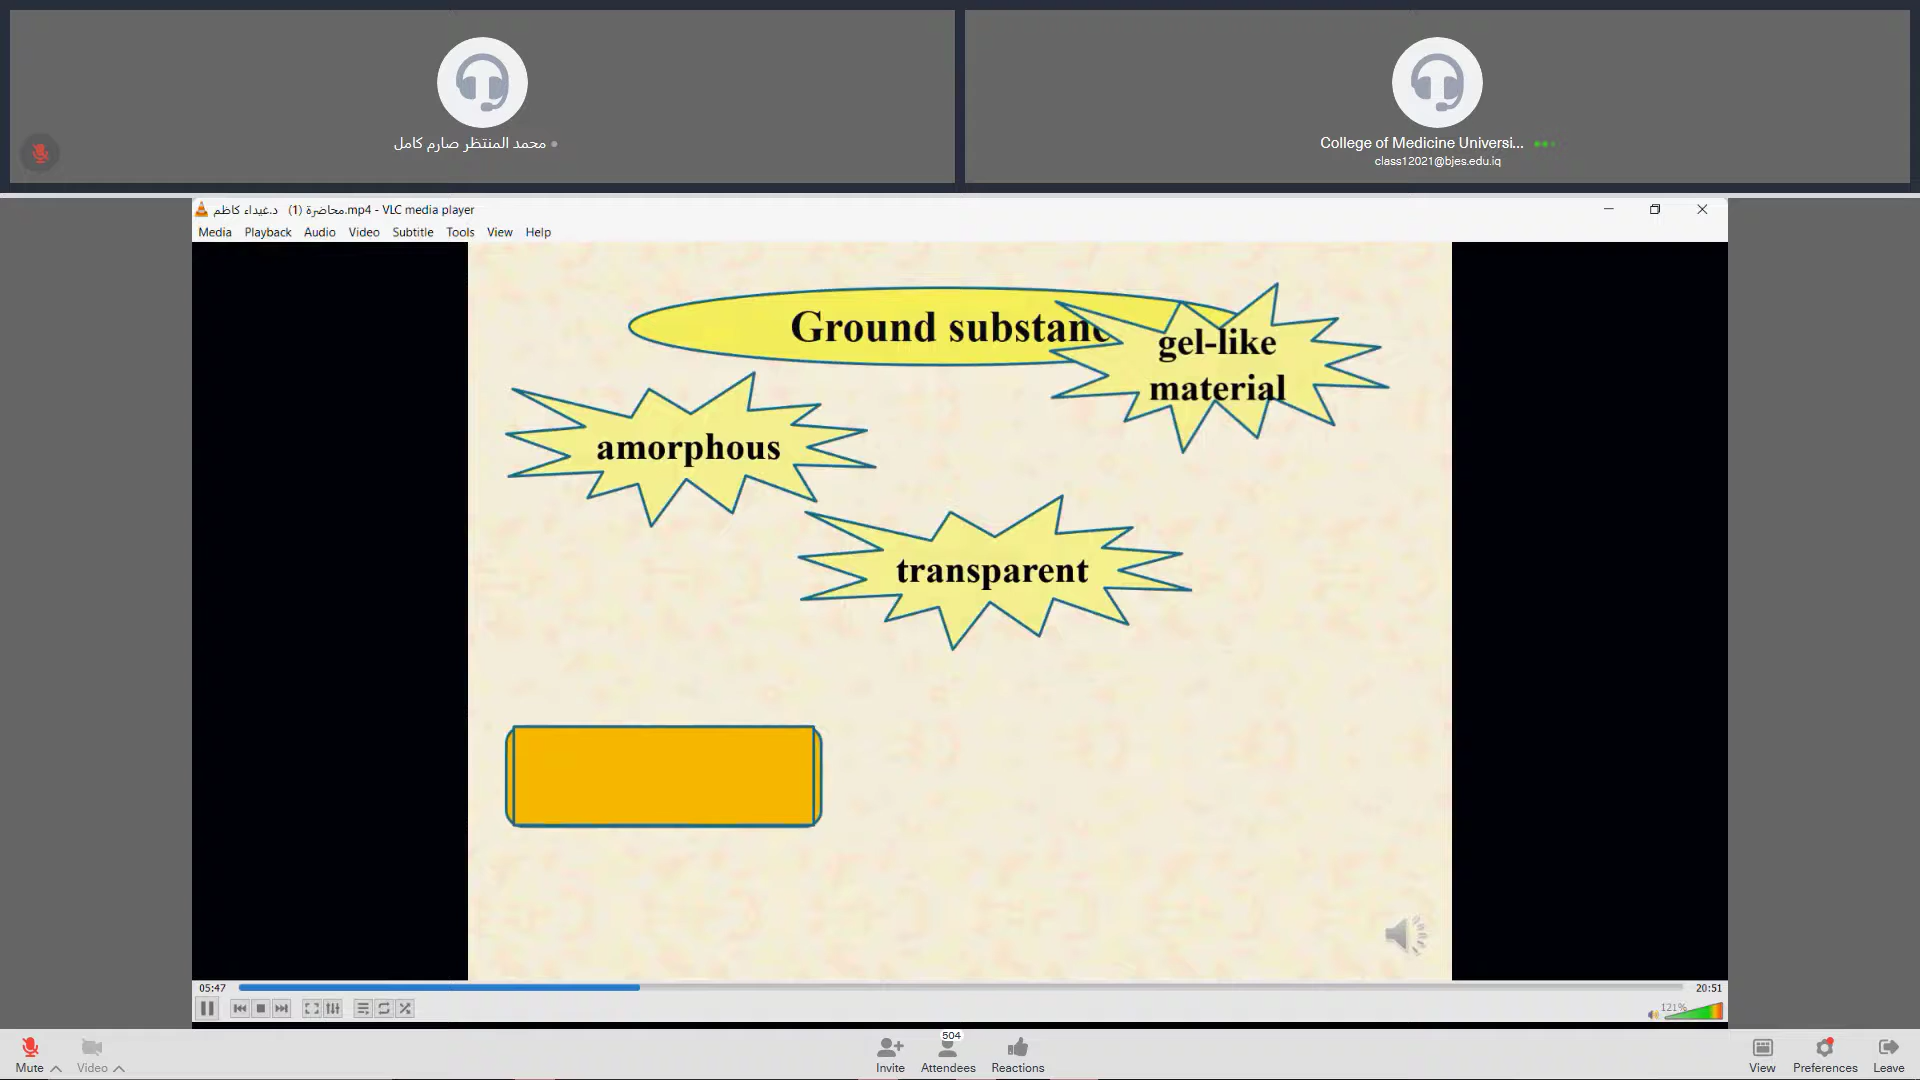 محمد المنتظر صارم كامل
College of Medicine Universi...
class12021@bjes.edu.iq
محاضرة (1) د.غيداء كاظم.mp4 - VLC media player
Media Playback Audio Video Subtitle Tools View Help
Ground substanc
gel-like
material
amorphous
transparent
05:47
20:51
121%
504
Mute
Video
Invite
Attendees
Reactions
View
Preferences
Leave